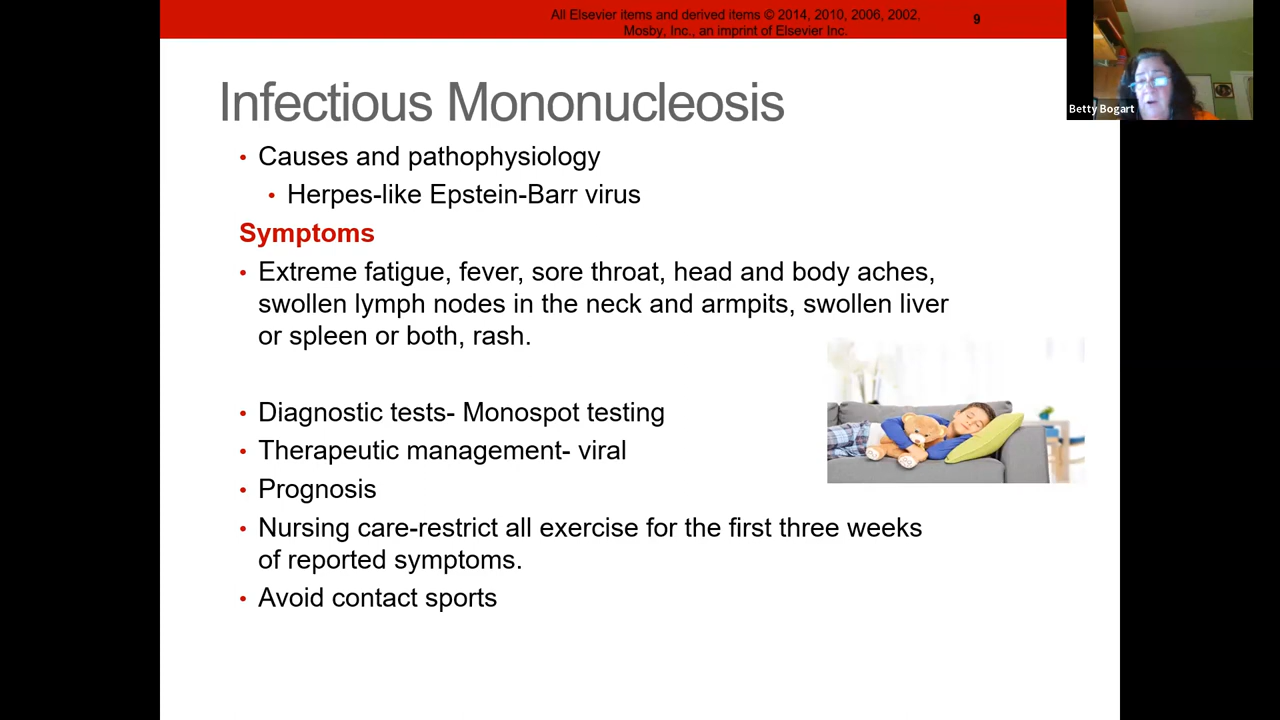 All Elsevier items and derived items © 2014, 2010, 2006, 2002,
Mosby, Inc., an imprint of Elsevier Inc.
9
Betty Bogart
Infectious Mononucleosis
• Causes and pathophysiology
• Herpes-like Epstein-Barr virus
Symptoms
• Extreme fatigue, fever, sore throat, head and body aches,
swollen lymph nodes in the neck and armpits, swollen liver
or spleen or both, rash.
• Diagnostic tests- Monospot testing
• Therapeutic management- viral
• Prognosis
• Nursing care-restrict all exercise for the first three weeks
of reported symptoms.
• Avoid contact sports